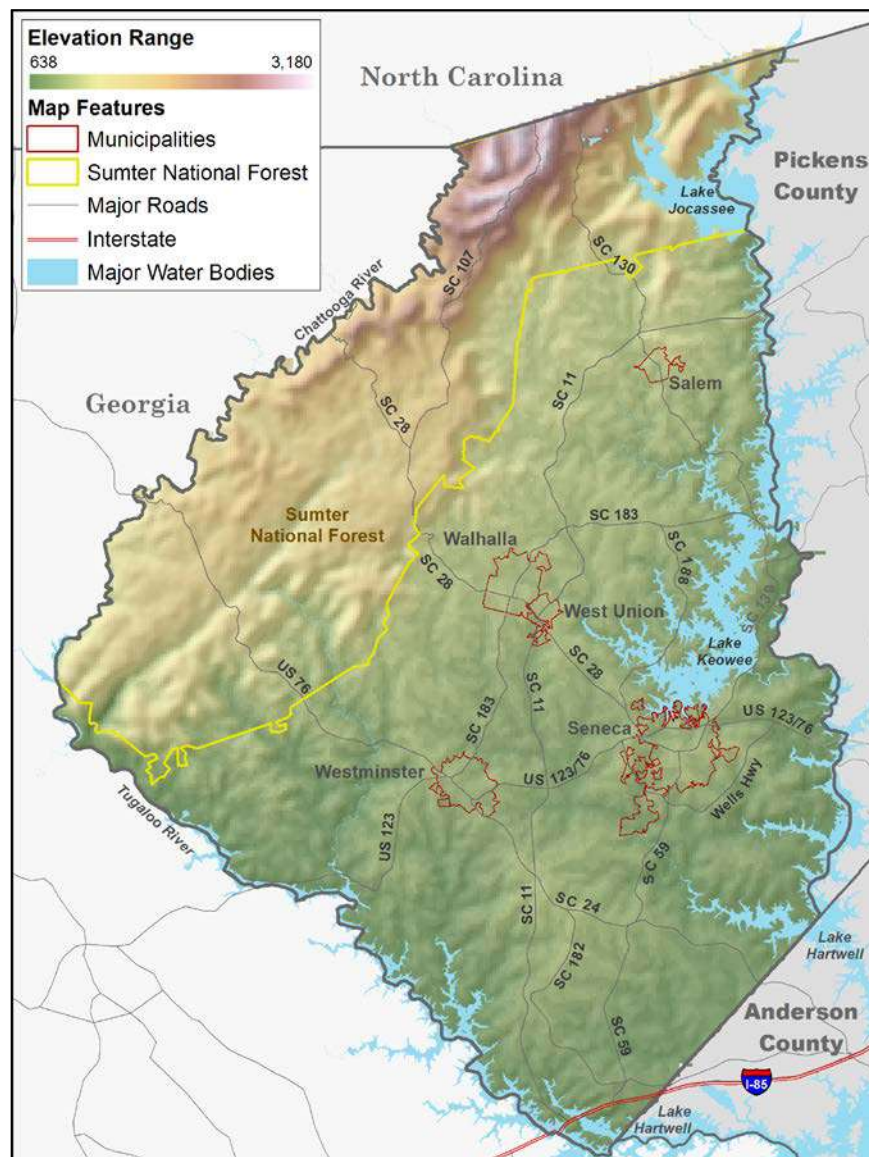 Elevation Range
638 3,180
Map Features
Municipalities
Sumter National Forest
Major Roads
Interstate
Major Water Bodies
North Carolina
Pickens
County
Lake
Jocassee
SC 130
SC 107
Chattooga River
Georgia
SC 28
SC 11
Salem
Sumter
National Forest
Walhalla
SC 183
SC 188
SC 28
West Union
SC 130
Lake
Keowee
US 76
SC 28
SC 183
SC 11
Seneca
US 123/76
Westminster
US 123/76
Wells Hwy
Tugaloo River
US 123
SC 59
SC 11
SC 24
SC 182
Lake
Hartwell
Anderson
County
SC 59
I-85
Lake
Hartwell